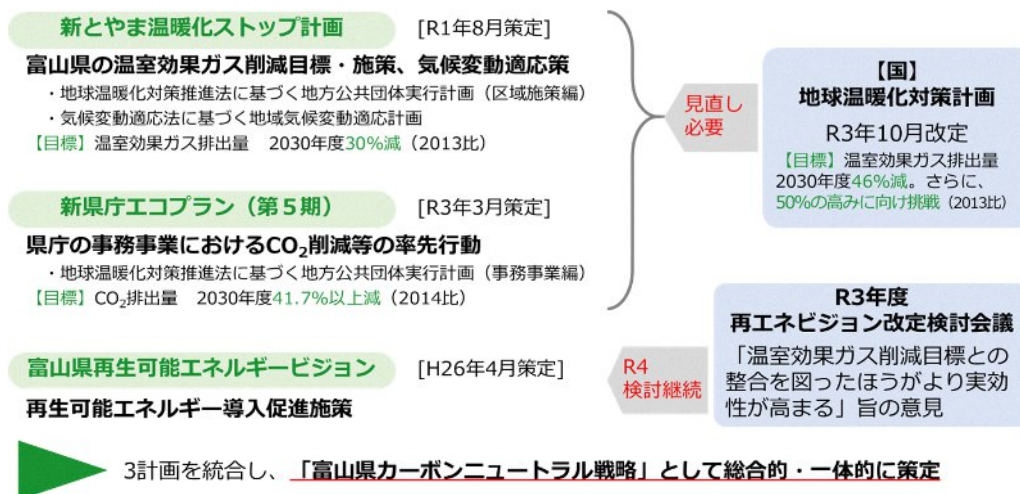 新とやま温暖化ストップ計画 [R1年8月策定]
富山県の温室効果ガス削減目標・施策、気候変動適応策
・地球温暖化対策推進法に基づく地方公共団体実行計画（区域施策編）
・気候変動適応法に基づく地域気候変動適応計画
【目標】温室効果ガス排出量 2030年度30%減（2013比）
新県庁エコプラン（第５期） [R3年3月策定]
県庁の事務事業におけるCO₂削減等の率先行動
・地球温暖化対策推進法に基づく地方公共団体実行計画（事務事業編）
【目標】CO₂排出量 2030年度41.7%以上減（2014比）
見直し
必要
【国】
地球温暖化対策計画
R3年10月改定
【目標】温室効果ガス排出量
2030年度46%減。さらに、
50%の高みに向け挑戦（2013比）
富山県再生可能エネルギービジョン [H26年4月策定]
再生可能エネルギー導入促進施策
R4
検討継続
R3年度
再エネビジョン改定検討会議
「温室効果ガス削減目標との
整合を図ったほうがより実効
性が高まる」旨の意見
3計画を統合し、「富山県カーボンニュートラル戦略」として総合的・一体的に策定